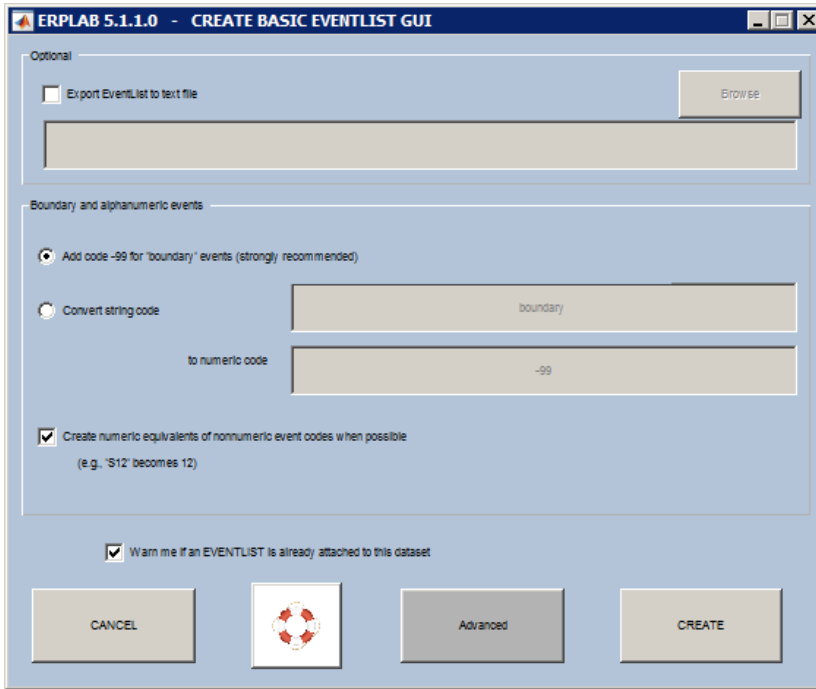 ERPLAB 5.1.1.0 - CREATE BASIC EVENTLIST GUI
Optional
Export EventList to text file
Browse
Boundary and alphanumeric events
Add code -99 for 'boundary' events (strongly recommended)
Convert string code
boundary
to numeric code
-99
Create numeric equivalents of nonnumeric event codes when possible
(e.g., 'S12' becomes 12)
Warn me if an EVENTLIST is already attached to this dataset
CANCEL
Advanced
CREATE